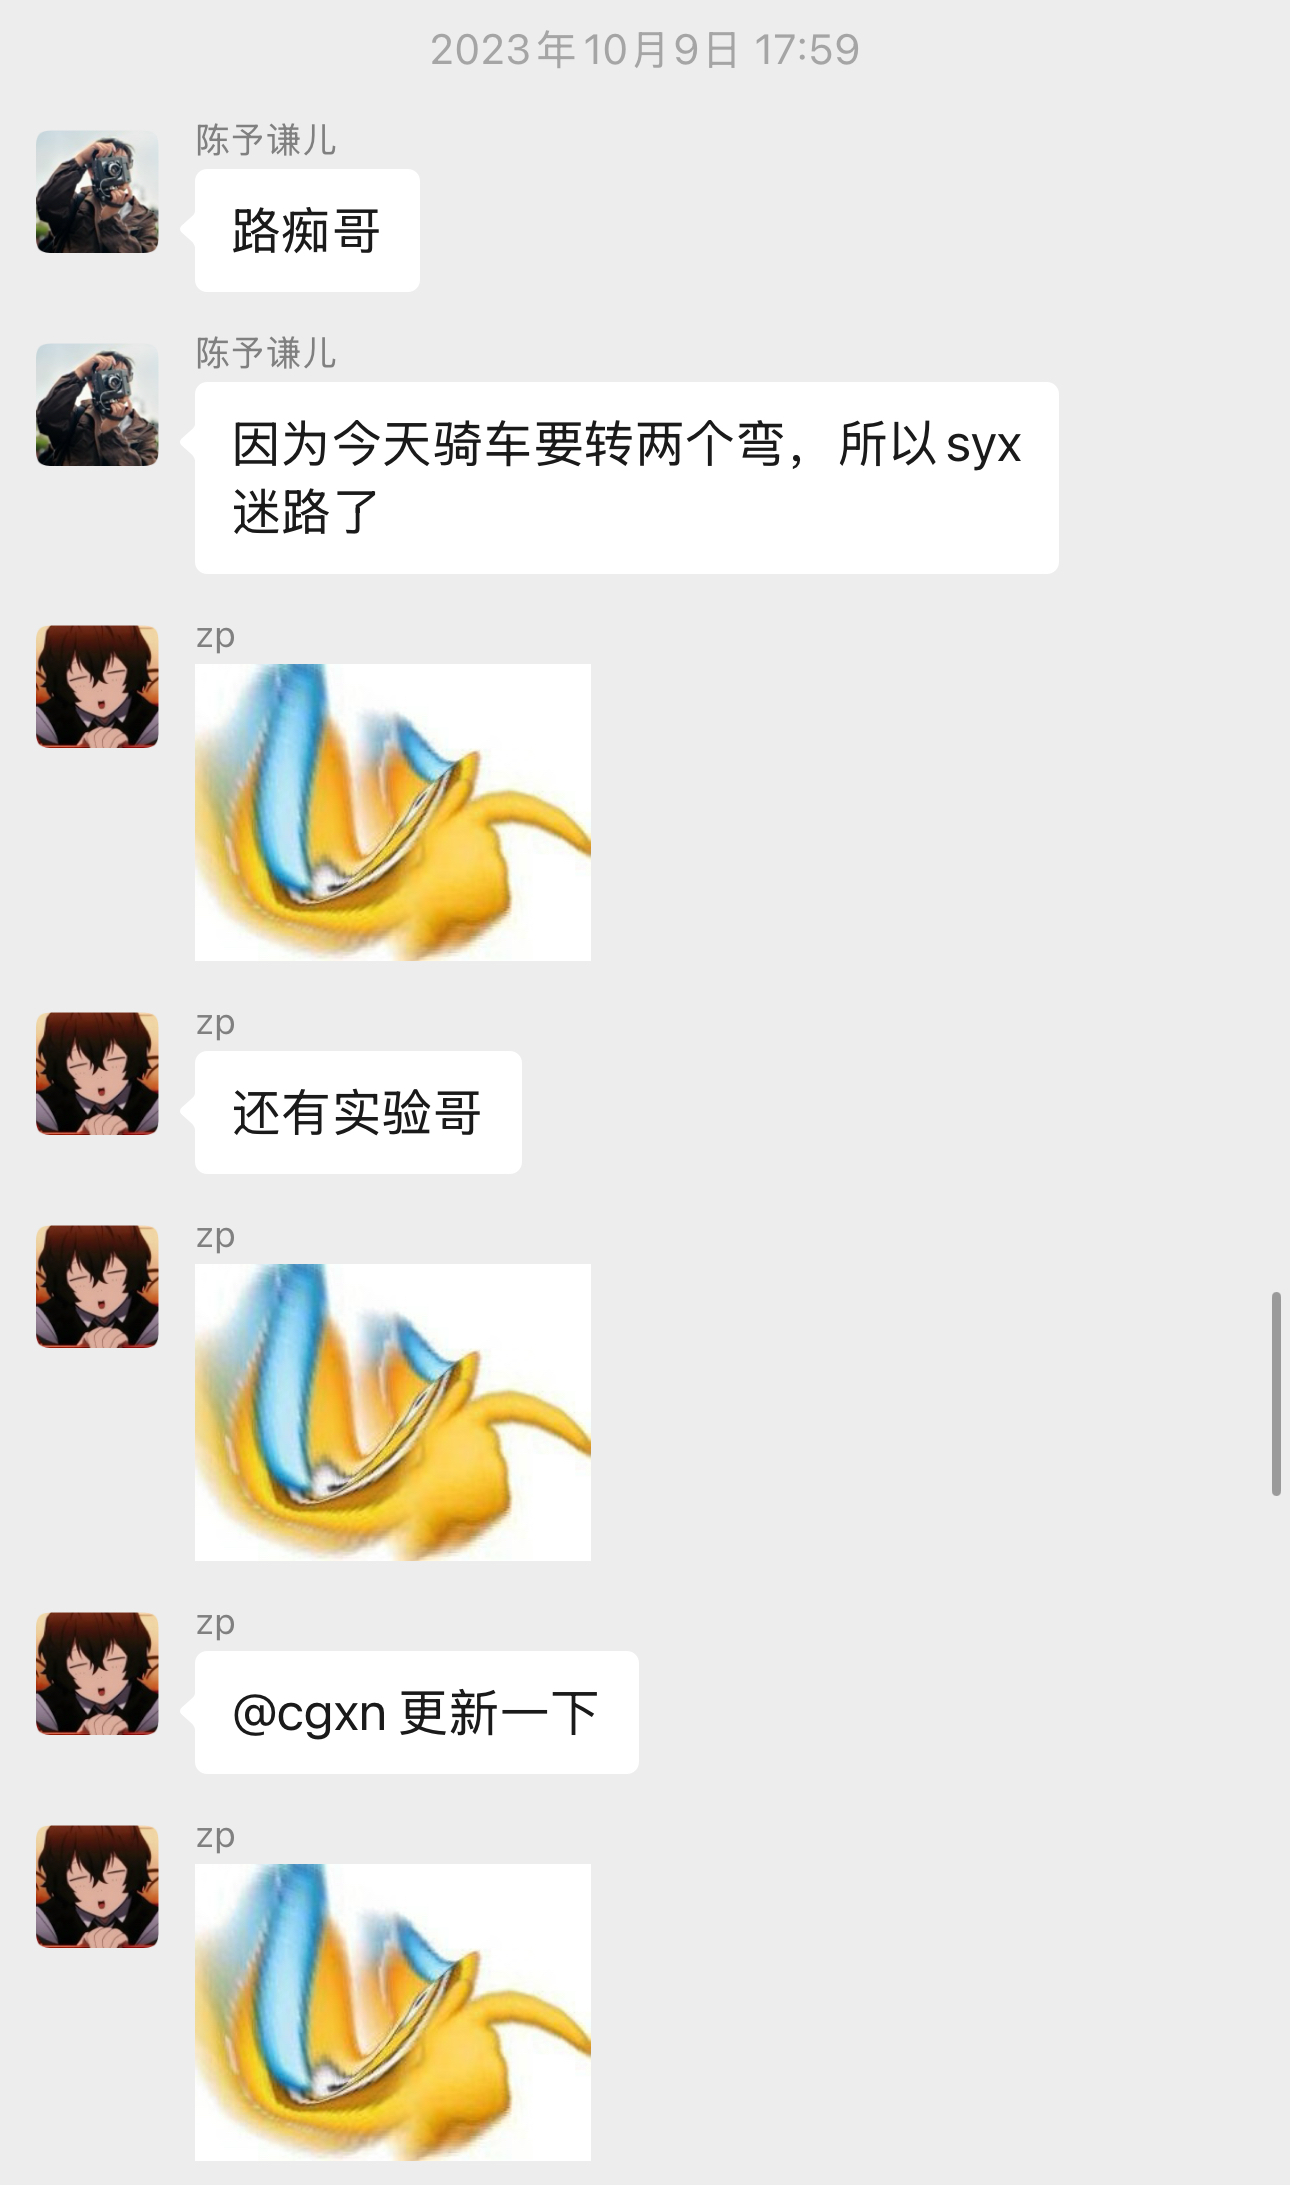 2023年10月9日 17:59
陈予谦儿
路痴哥
陈予谦儿
因为今天骑车要转两个弯，所以syx
迷路了
zp
zp
还有实验哥
zp
zp
@cgxn 更新一下
zp